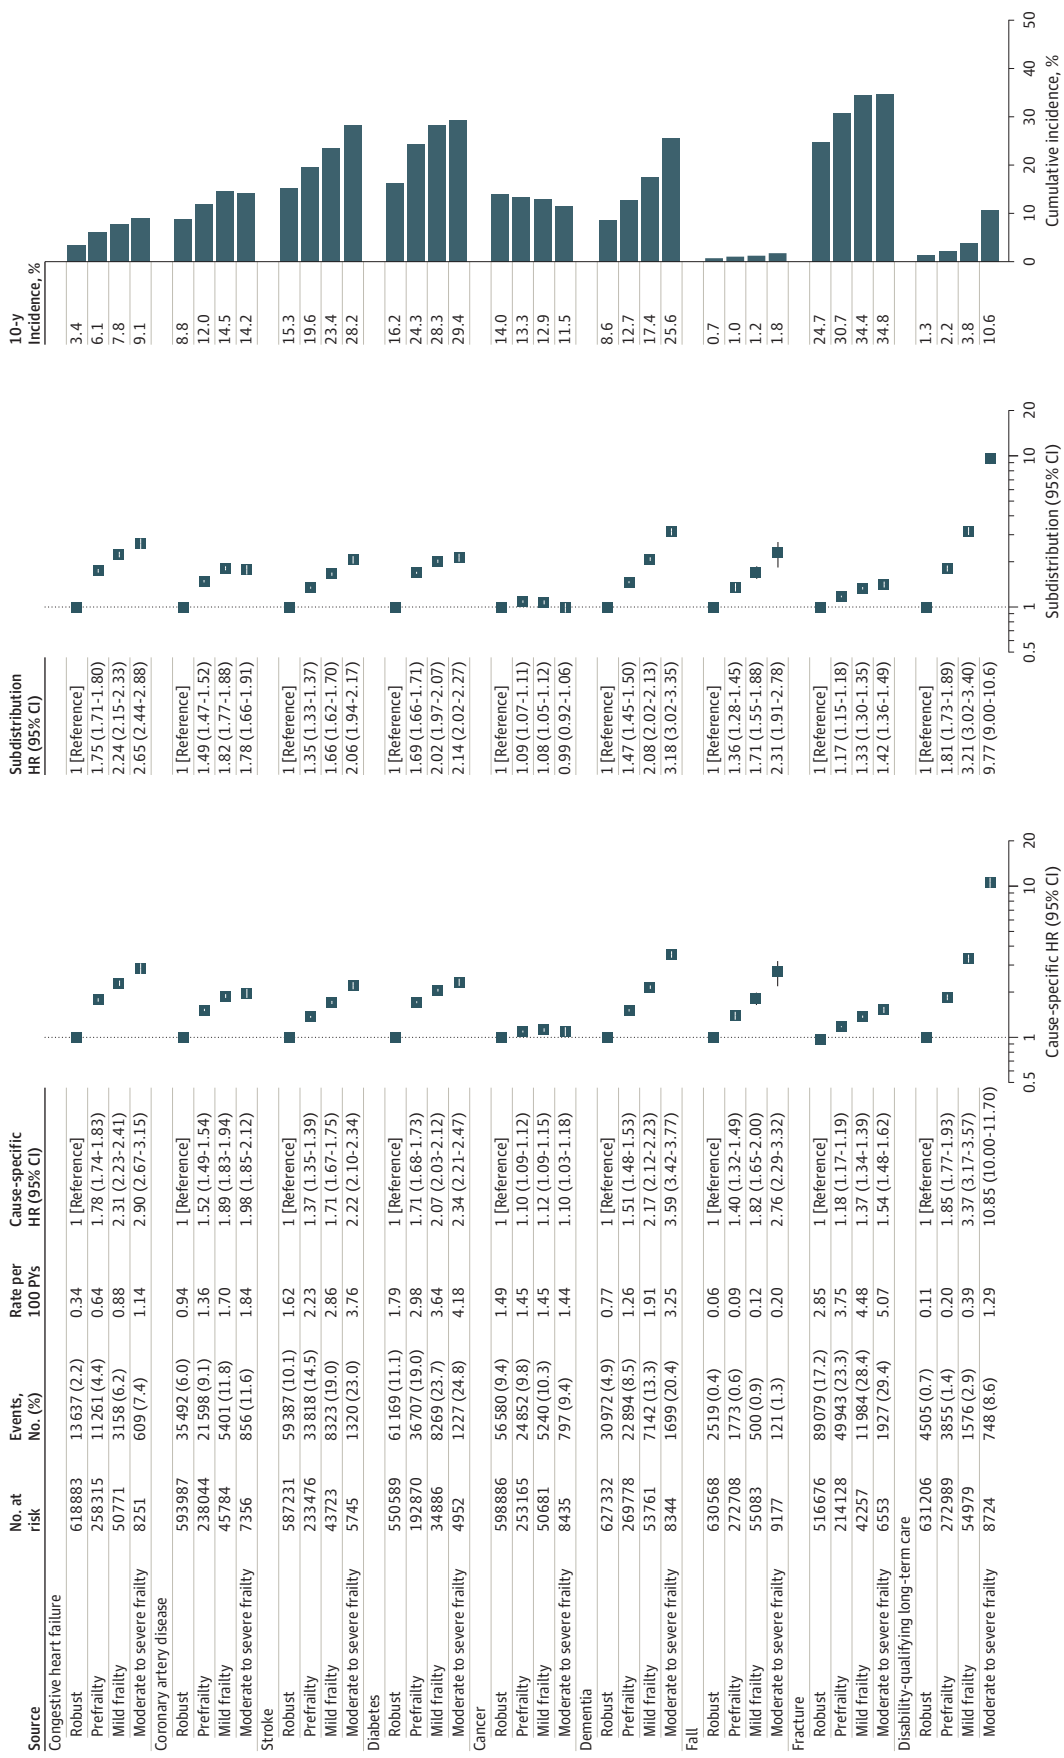 Source No. at risk Events, No. (%) Rate per 100 PYs Cause-specific HR (95% CI) Subdistribution HR (95% CI) 10-y Incidence, %
Congestive heart failure
Robust 618883 13637 (2.2) 0.34 1 [Reference] 1 [Reference] 3.4
Prefrailty 258315 11261 (4.4) 0.64 1.78 (1.74-1.83) 1.75 (1.71-1.80) 6.1
Mild frailty 50771 3158 (6.2) 0.88 2.31 (2.23-2.41) 2.24 (2.15-2.33) 7.8
Moderate to severe frailty 8251 6009 (7.4) 1.14 2.90 (2.67-3.15) 2.65 (2.44-2.88) 9.1
Coronary artery disease
Robust 593987 35492 (6.0) 0.94 1 [Reference] 1 [Reference] 8.8
Prefrailty 238044 21598 (9.1) 1.36 1.52 (1.49-1.54) 1.49 (1.47-1.52) 12.0
Mild frailty 45784 5401 (11.8) 1.70 1.89 (1.83-1.94) 1.82 (1.77-1.88) 14.5
Moderate to severe frailty 7356 856 (11.6) 1.84 1.98 (1.85-2.12) 1.78 (1.66-1.91) 14.2
Stroke
Robust 587231 59387 (10.1) 1.62 1 [Reference] 1 [Reference] 15.3
Prefrailty 233476 33818 (14.5) 2.23 1.37 (1.35-1.39) 1.35 (1.33-1.37) 19.6
Mild frailty 43723 8323 (19.0) 2.86 1.71 (1.67-1.75) 1.66 (1.62-1.70) 23.4
Moderate to severe frailty 5745 1320 (23.0) 3.76 2.22 (2.10-2.34) 2.06 (1.94-2.17) 28.2
Diabetes
Robust 550589 61169 (11.1) 1.79 1 [Reference] 1 [Reference] 16.2
Prefrailty 192870 36707 (19.0) 2.98 1.71 (1.68-1.73) 1.69 (1.66-1.71) 24.3
Mild frailty 34886 8269 (23.7) 3.64 2.07 (2.03-2.12) 2.02 (1.97-2.07) 28.3
Moderate to severe frailty 4952 1227 (24.8) 4.18 2.34 (2.21-2.47) 2.14 (2.02-2.27) 29.4
Cancer
Robust 598886 56580 (9.4) 1.49 1 [Reference] 1 [Reference] 14.0
Prefrailty 253165 24852 (9.8) 1.45 1.10 (1.09-1.12) 1.09 (1.07-1.11) 13.3
Mild frailty 50681 5240 (10.3) 1.45 1.12 (1.09-1.15) 1.08 (1.05-1.12) 12.9
Moderate to severe frailty 8435 797 (9.4) 1.44 1.10 (1.03-1.18) 0.99 (0.92-1.06) 11.5
Dementia
Robust 627332 30972 (4.9) 0.77 1 [Reference] 1 [Reference] 8.6
Prefrailty 269778 22894 (8.5) 1.26 1.51 (1.48-1.53) 1.47 (1.45-1.50) 12.7
Mild frailty 53761 7142 (13.3) 1.91 2.17 (2.12-2.23) 2.08 (2.02-2.13) 17.4
Moderate to severe frailty 8344 1699 (20.4) 3.25 3.59 (3.42-3.77) 3.18 (3.02-3.35) 25.6
Fall
Robust 630568 2519 (0.4) 0.06 1 [Reference] 1 [Reference] 0.7
Prefrailty 272708 1773 (0.6) 0.09 1.40 (1.32-1.49) 1.36 (1.28-1.45) 1.0
Mild frailty 55083 500 (0.9) 0.12 1.82 (1.65-2.00) 1.71 (1.55-1.88) 1.2
Moderate to severe frailty 9177 121 (1.3) 0.20 2.76 (2.29-3.32) 2.31 (1.91-2.78) 1.8
Fracture
Robust 516676 89079 (17.2) 2.85 1 [Reference] 1 [Reference] 24.7
Prefrailty 214128 49943 (23.3) 3.75 1.18 (1.17-1.19) 1.17 (1.15-1.18) 30.7
Mild frailty 42257 11984 (28.4) 4.48 1.37 (1.34-1.39) 1.33 (1.30-1.35) 34.4
Moderate to severe frailty 6553 1927 (29.4) 5.07 1.54 (1.48-1.62) 1.42 (1.36-1.49) 34.8
Disability-qualifying long-term care
Robust 631206 4505 (0.7) 0.11 1 [Reference] 1 [Reference] 1.3
Prefrailty 272989 3855 (1.4) 0.20 1.85 (1.77-1.93) 1.81 (1.73-1.89) 2.2
Mild frailty 54979 1576 (2.9) 0.39 3.37 (3.17-3.57) 3.21 (3.02-3.40) 3.8
Moderate to severe frailty 8724 748 (8.6) 1.29 10.85 (10.00-11.70) 9.77 (9.00-10.6) 10.6
0.5 1 10 20 0.5 1 10 20 0 10 20 30 40 50
Cause-specific HR (95% CI) Subdistribution (95% CI) Cumulative incidence, %